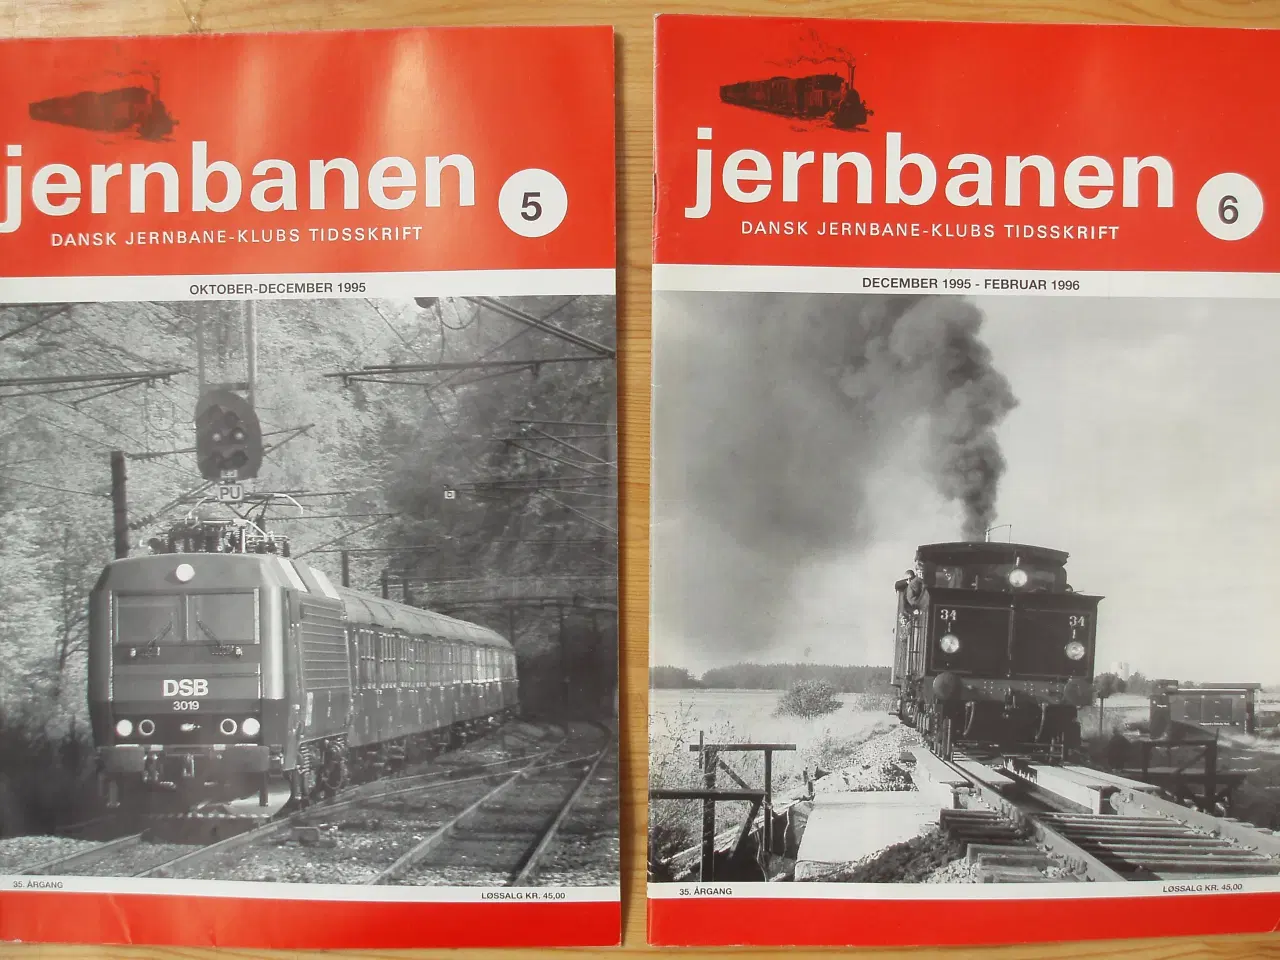 jernbanen
5
DANSK JERNBANE-KLUBS TIDSSKRIFT
OKTOBER-DECEMBER 1995
PU
DSB
3019
35. ÅRGANG
LØSSALG KR. 45,00
jernbanen
6
DANSK JERNBANE-KLUBS TIDSSKRIFT
DECEMBER 1995 - FEBRUAR 1996
34
34
35. ÅRGANG
LØSSALG KR. 45,00